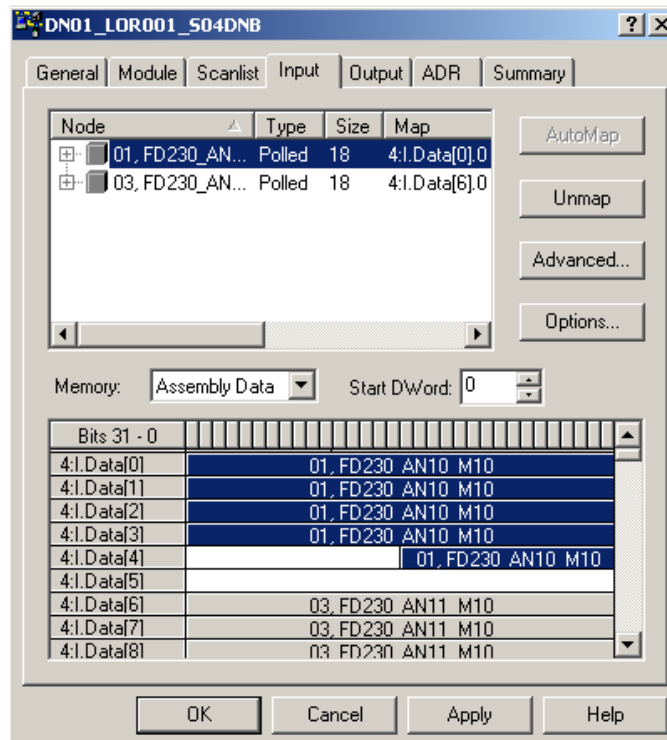 DN01_LOR001_S04DNB
General Module Scanlist Input Output ADR Summary
Node Type Size Map
01, FD230_AN... Polled 18 4:I.Data[0].0
03, FD230_AN... Polled 18 4:I.Data[6].0
AutoMap
Unmap
Advanced...
Options...
Memory: Assembly Data Start DWord: 0
Bits 31 - 0
4:I.Data[0] 01, FD230 AN10 M10
4:I.Data[1] 01, FD230 AN10 M10
4:I.Data[2] 01, FD230 AN10 M10
4:I.Data[3] 01, FD230 AN10 M10
4:I.Data[4] 01, FD230 AN10 M10
4:I.Data[5]
4:I.Data[6] 03, FD230 AN11 M10
4:I.Data[7] 03, FD230 AN11 M10
4:I.Data[8] 03, FD230 AN11 M10
OK Cancel Apply Help